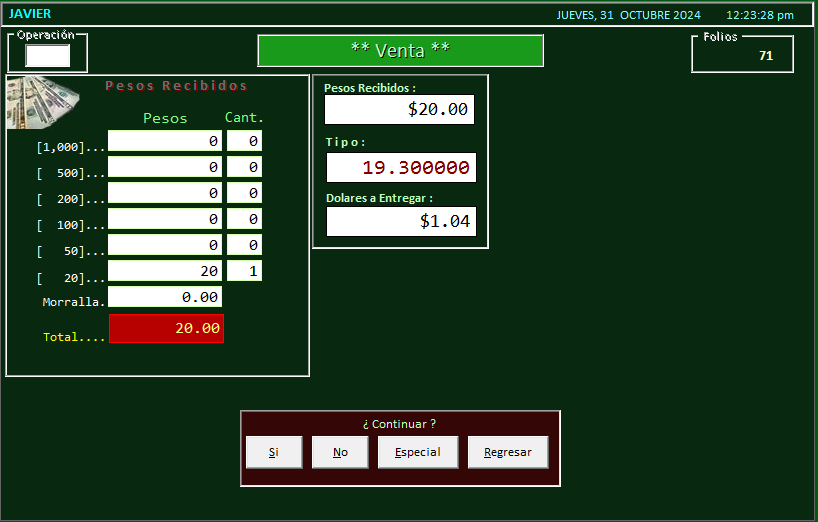 JAVIER
JUEVES, 31 OCTUBRE 2024 12:23:28 pm
Operación
** Venta **
Folios
71
Pesos Recibidos
Pesos Cant.
[1,000]... 0 0
[ 500]... 0 0
[ 200]... 0 0
[ 100]... 0 0
[ 50]... 0 0
[ 20]... 20 1
Morralla. 0.00
Total.... 20.00
Pesos Recibidos :
$20.00
Tipo :
19.300000
Dolares a Entregar :
$1.04
¿ Continuar ?
Si No Especial Regresar